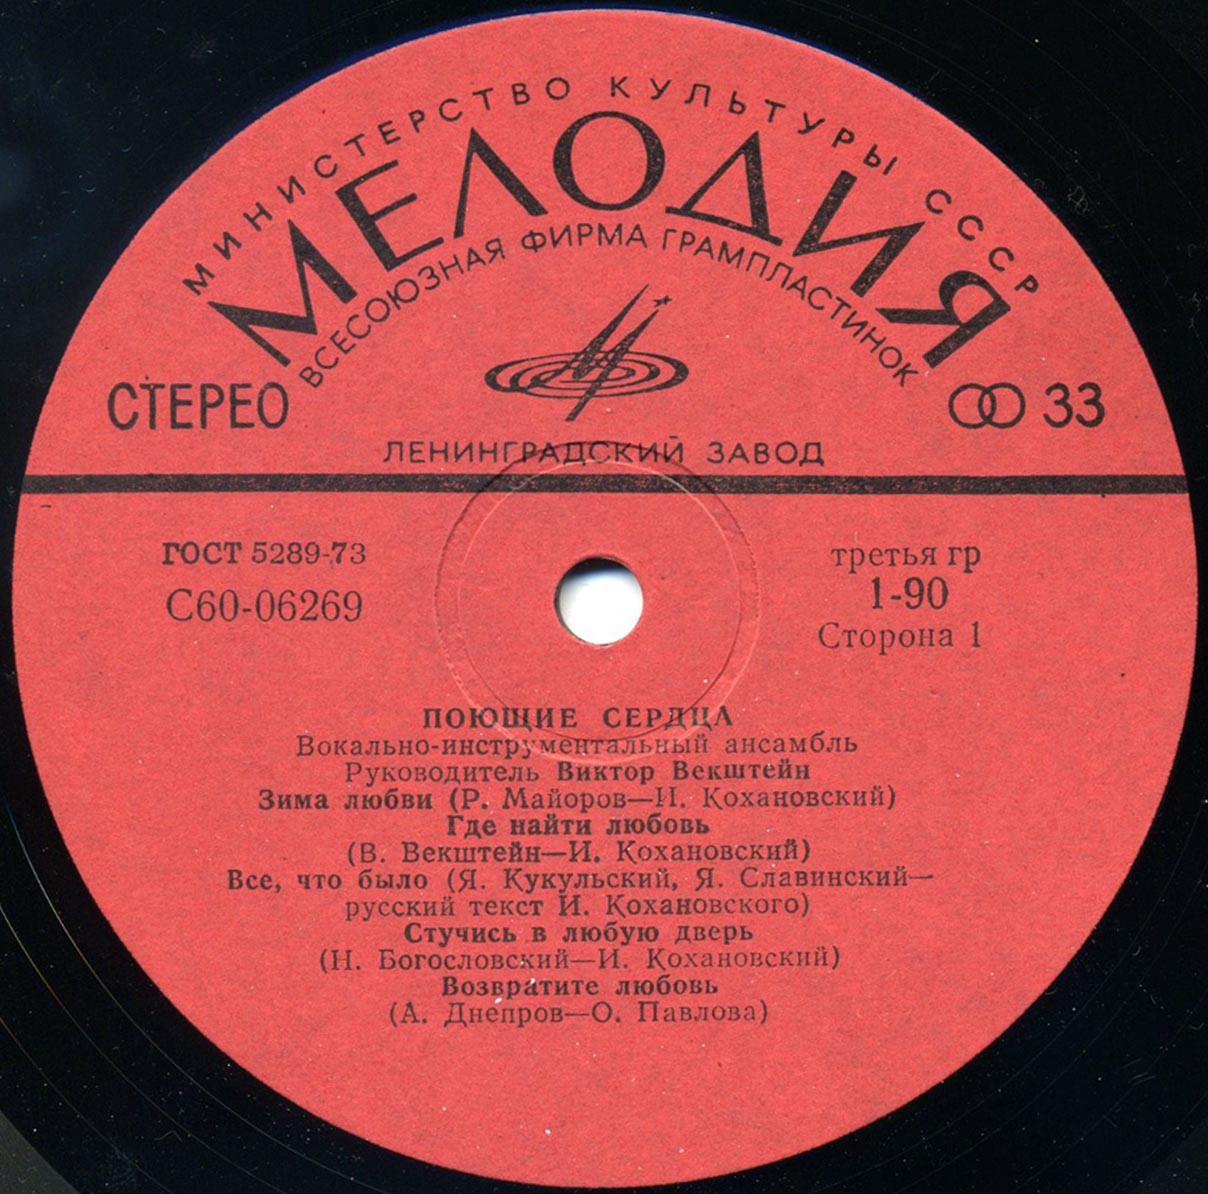 МИНИСТЕРСТВО КУЛЬТУРЫ СССР
МЕЛОДИЯ
ВСЕСОЮЗНАЯ ФИРМА ГРАМПЛАСТИНОК
СТЕРЕО
33
ЛЕНИНГРАДСКИЙ ЗАВОД
ГОСТ 5289-73
С60-06269
третья гр
1-90
Сторона 1
ПОЮЩИЕ СЕРДЦА
Вокально-инструментальный ансамбль
Руководитель Виктор Векштейн
Зима любви (Р. Майоров—И. Кохановский)
Где найти любовь
(В. Векштейн—И. Кохановский)
Все, что было (Я. Кукульский, Я. Славинский—
русский текст И. Кохановского)
Стучись в любую дверь
(Н. Богословский—И. Кохановский)
Возвратите любовь
(А. Днепров—О. Павлова)